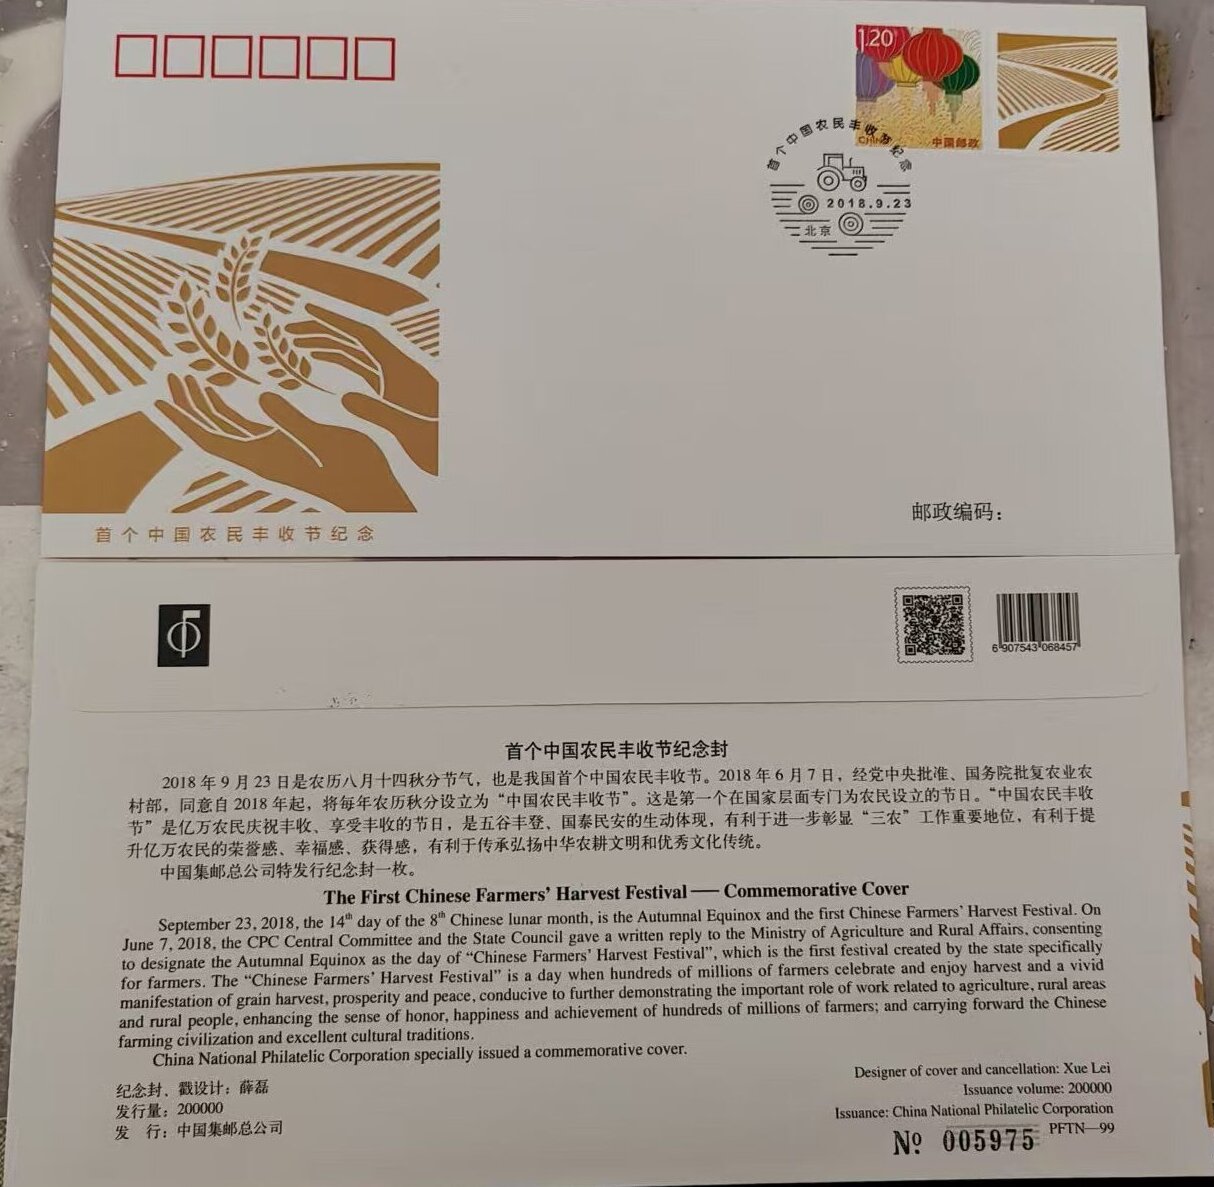 1.20
CHINA
中国邮政
首个中国农民丰收节纪念
2018.9.23
北京
首个中国农民丰收节纪念
邮政编码：
6 907543 068457
首个中国农民丰收节纪念封
2018 年 9 月 23 日是农历八月十四秋分节气，也是我国首个中国农民丰收节。2018 年 6 月 7 日，经党中央批准、国务院批复农业农
村部，同意自 2018 年起，将每年农历秋分设立为“中国农民丰收节”。这是第一个在国家层面专门为农民设立的节日。“中国农民丰收
节”是亿万农民庆祝丰收、享受丰收的节日，是五谷丰登、国泰民安的生动体现，有利于进一步彰显“三农”工作重要地位，有利于提
升亿万农民的荣誉感、幸福感、获得感，有利于传承弘扬中华农耕文明和优秀文化传统。
中国集邮总公司特发行纪念封一枚。
The First Chinese Farmers’ Harvest Festival — Commemorative Cover
September 23, 2018, the 14th day of the 8th Chinese lunar month, is the Autumnal Equinox and the first Chinese Farmers’ Harvest Festival. On
June 7, 2018, the CPC Central Committee and the State Council gave a written reply to the Ministry of Agriculture and Rural Affairs, consenting
to designate the Autumnal Equinox as the day of “Chinese Farmers’ Harvest Festival”, which is the first festival created by the state specifically
for farmers. The “Chinese Farmers’ Harvest Festival” is a day when hundreds of millions of farmers celebrate and enjoy harvest and a vivid
manifestation of grain harvest, prosperity and peace, conducive to further demonstrating the important role of work related to agriculture, rural areas
and rural people, enhancing the sense of honor, happiness and achievement of hundreds of millions of farmers; and carrying forward the Chinese
farming civilization and excellent cultural traditions.
China National Philatelic Corporation specially issued a commemorative cover.
纪念封、戳设计：薛磊
发行量：200000
发　行：中国集邮总公司
Designer of cover and cancellation: Xue Lei
Issuance volume: 200000
Issuance: China National Philatelic Corporation
PFTN—99
№ 005975